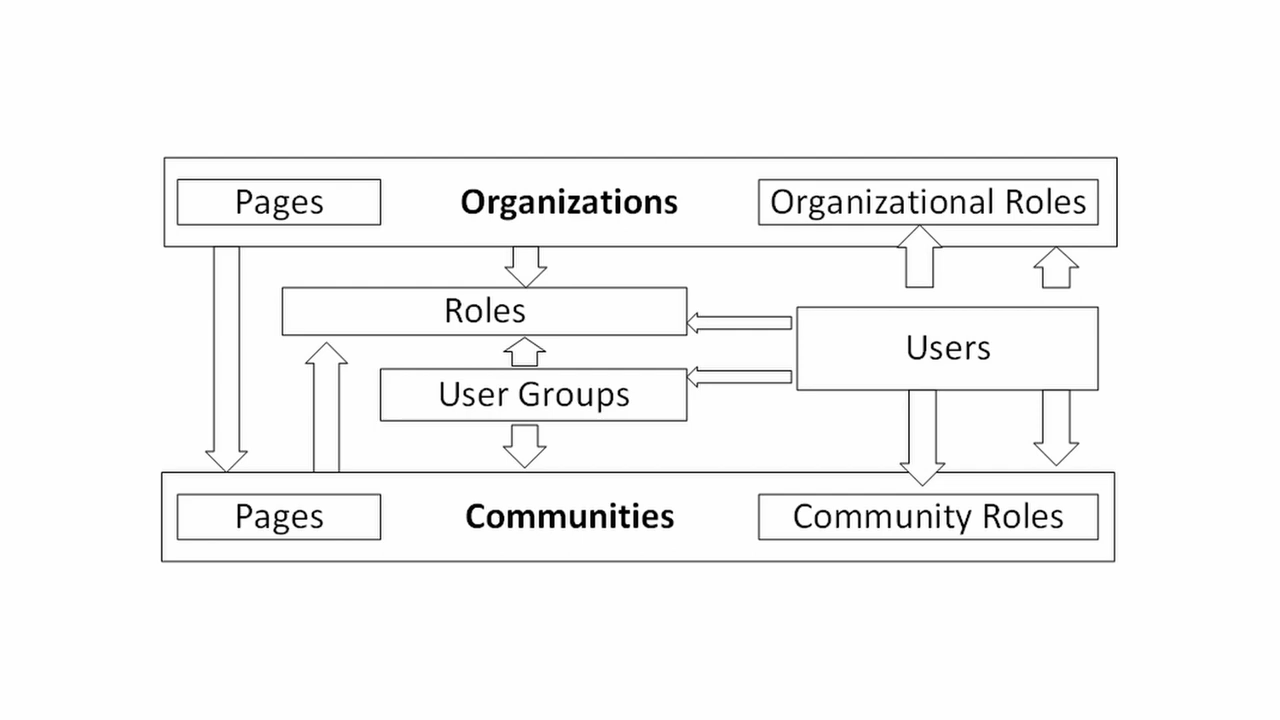 Pages
Organizations
Organizational Roles
Roles
Users
User Groups
Pages
Communities
Community Roles